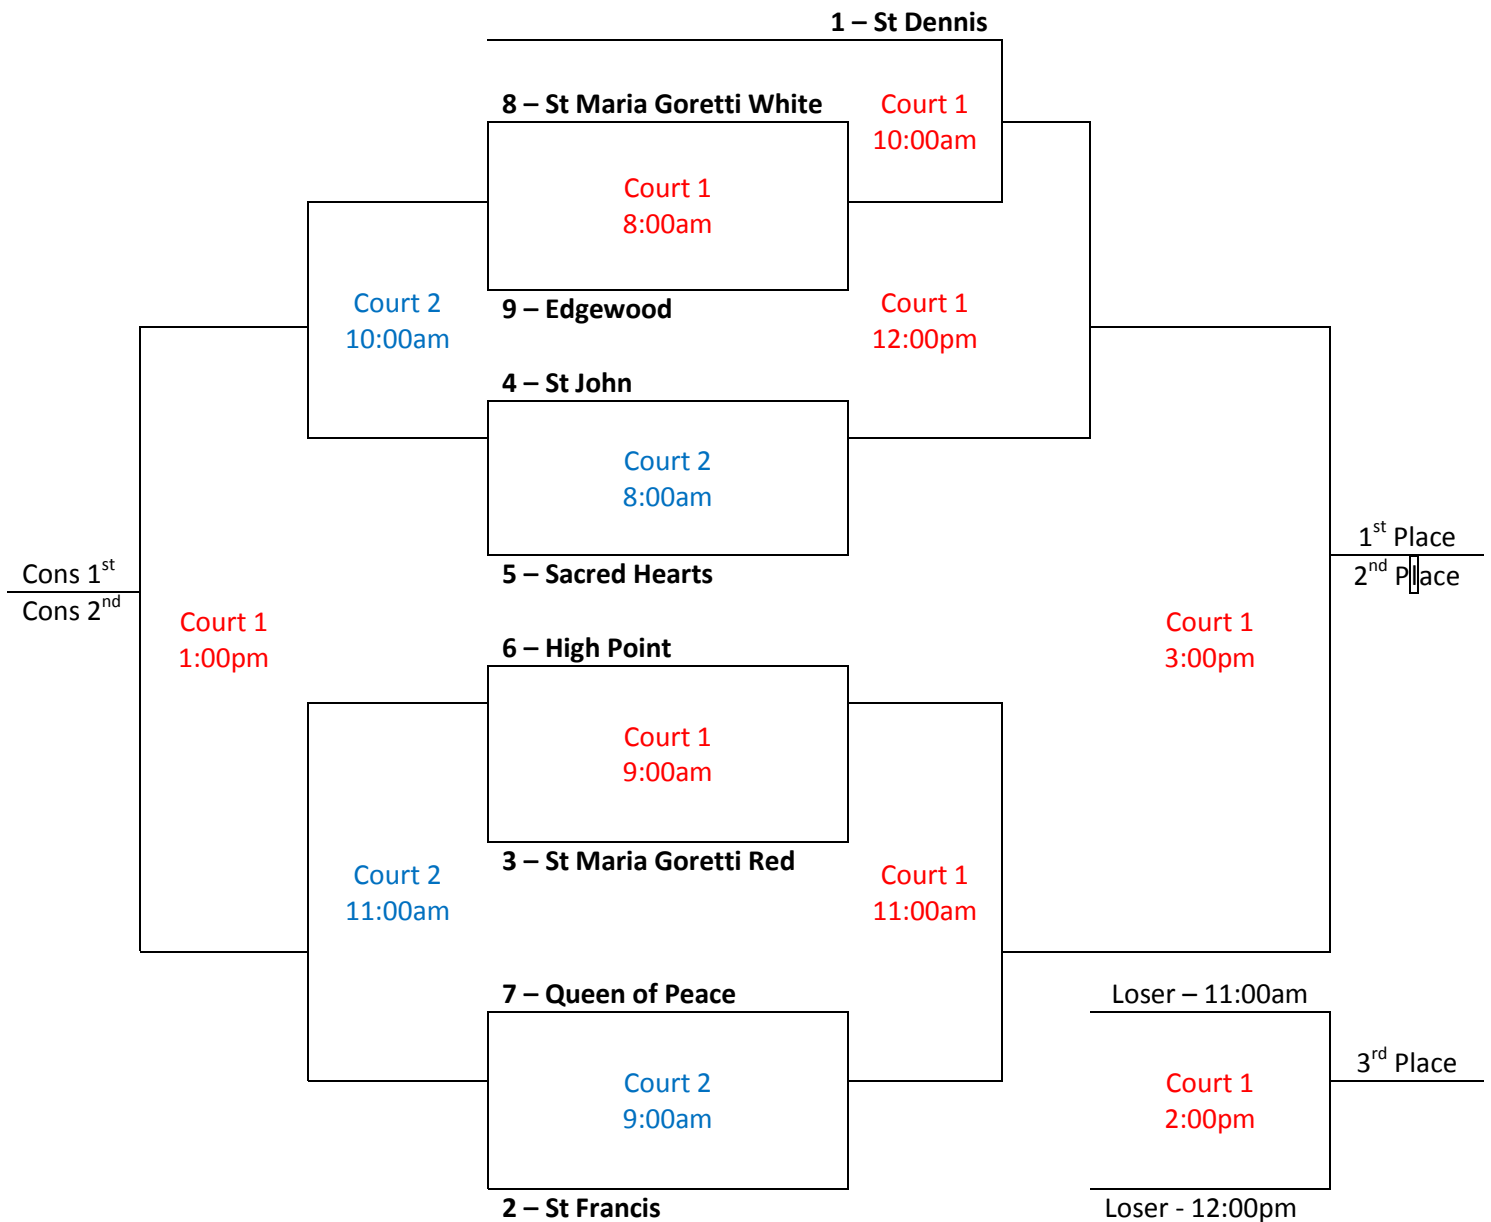 1 – St Dennis
8 – St Maria Goretti White
Court 1
10:00am
Court 1
8:00am
Court 2
10:00am
9 – Edgewood
Court 1
12:00pm
4 – St John
Court 2
8:00am
5 – Sacred Hearts
1st Place
2nd Place
Cons 1st
Cons 2nd
Court 1
1:00pm
6 – High Point
Court 1
3:00pm
Court 1
9:00am
3 – St Maria Goretti Red
Court 2
11:00am
Court 1
11:00am
7 – Queen of Peace
Loser – 11:00am
Court 2
9:00am
Court 1
2:00pm
3rd Place
2 – St Francis
Loser - 12:00pm